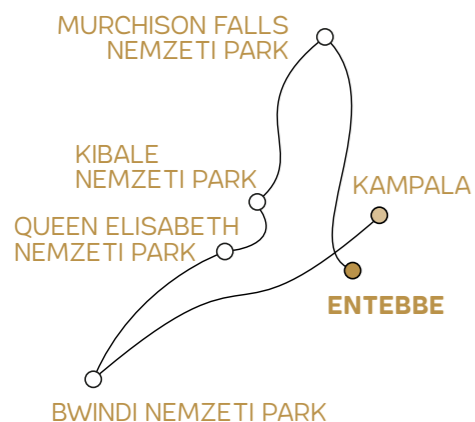 MURCHISON FALLS
NEMZETI PARK
KIBALE
NEMZETI PARK
KAMPALA
QUEEN ELISABETH
NEMZETI PARK
ENTEBBE
BWINDI NEMZETI PARK